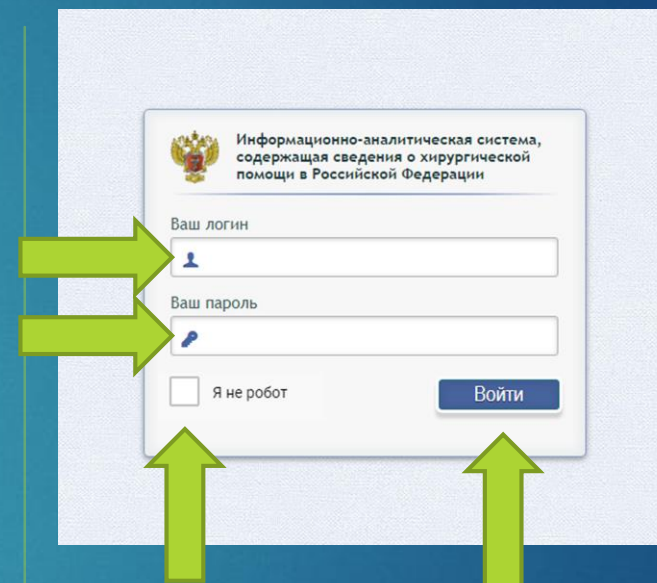 Информационно-аналитическая система,
содержащая сведения о хирургической
помощи в Российской Федерации
Ваш логин
Ваш пароль
Я не робот
Войти